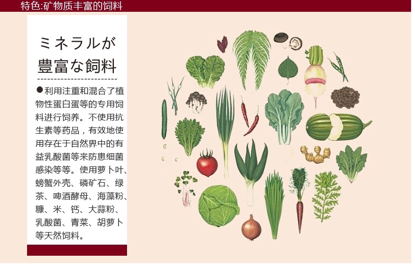 特色:矿物质丰富的饲料
ミネラルが
豊富な飼料
●利用注重和混合了植
物性蛋白蛋等的专用饲
料进行饲养。不使用抗
生素等药品，有效地使
用存在于自然界中的有
益乳酸菌等来防患细菌
感染等等。使用萝卜叶、
螃蟹外壳、磷矿石、绿
茶、啤酒酵母、海藻粉、
糠、米、钙、大蒜粉、
乳酸菌、青菜、胡萝卜
等天然饲料。